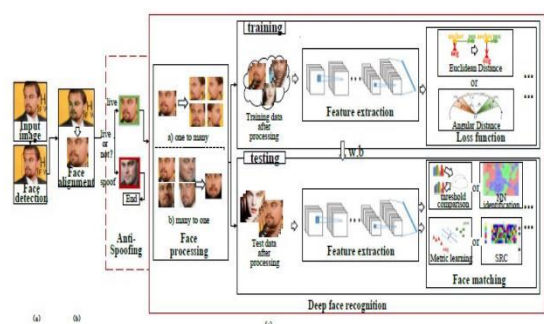 Input image
Face detection
Face alignment
live
or
not?
live
spoof
End
Anti-
Spoofing
a) one to many
b) many to one
Face
processing
training
Training data
after
processing
Feature extraction
Euclidean Distance
or
Angular Distance
...
Loss function
w,b
testing
Test data
after
processing
Feature extraction
threshold
comparison
or
NN
identification
...
Metric learning
or
SRC
...
Face matching
Deep face recognition
(a)
(b)
(c)